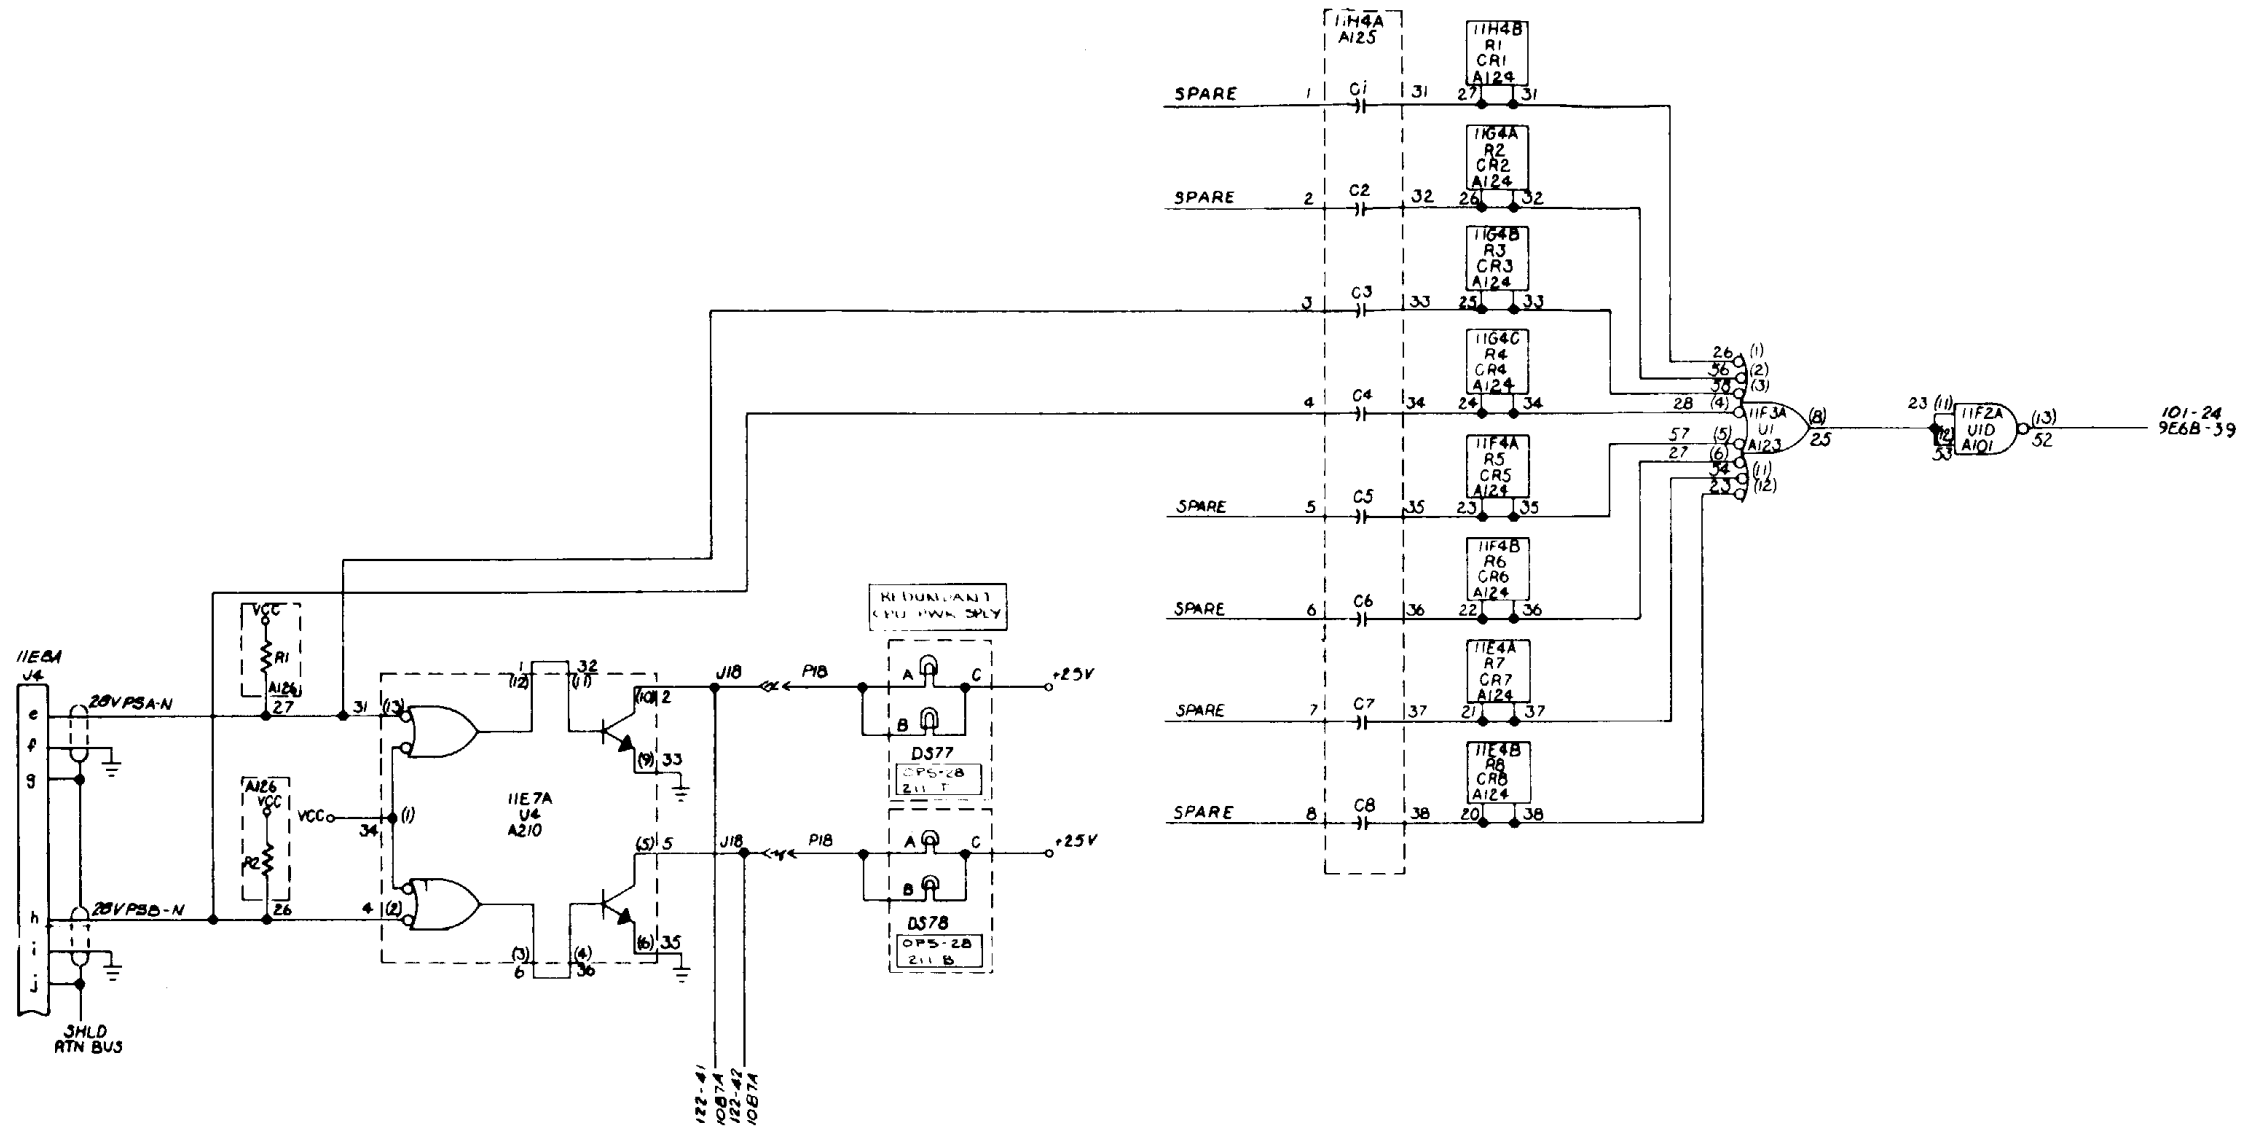 11H4A
A125
11H4B
R1
CR1
A124
SPARE 1 C1 31 27 31
11G4A
R2
CR2
A124
SPARE 2 C2 32 26 32
11G4B
R3
CR3
A124
3 C3 33 25 33
11G4C
R4
CR4
A124
4 C4 34 24 34
26 (1)
56 (2)
58 (3)
28 (4)
57 (5)
27 (6)
54 (11)
23 (12)
11F3A
U1
A123
(8)
25
23 (11)
(12)
53
11F2A
U1D
A101
(13)
52
101-24
9E6B-39
11F4A
R5
CR5
A124
SPARE 5 C5 35 23 35
11F4B
R6
CR6
A124
SPARE 6 C6 36 22 36
11E4A
R7
CR7
A124
SPARE 7 C7 37 21 37
11E4B
R8
CR8
A124
SPARE 8 C8 38 20 38
11E8A
J4
e
f
g
h
i
j
28VPSA-N
28VPSB-N
SHLD
RTN BUS
VCC
R1
A126
27
A126
VCC
R2
26
31 (13)
VCC
34 (1)
4 (2)
1 32
(12) (11)
(10) 2
(9) 33
11E7A
U4
A210
(5) 5
(6) 35
(3) (4)
6 36
REDUNDANT
CPU PWR SPLY
J18 P18 A C +25V
B
DS77
OPS-28
211 T
J18 P18 A C +25V
B
DS78
OPS-28
211 B
122-41
10B7A
122-42
10B7A